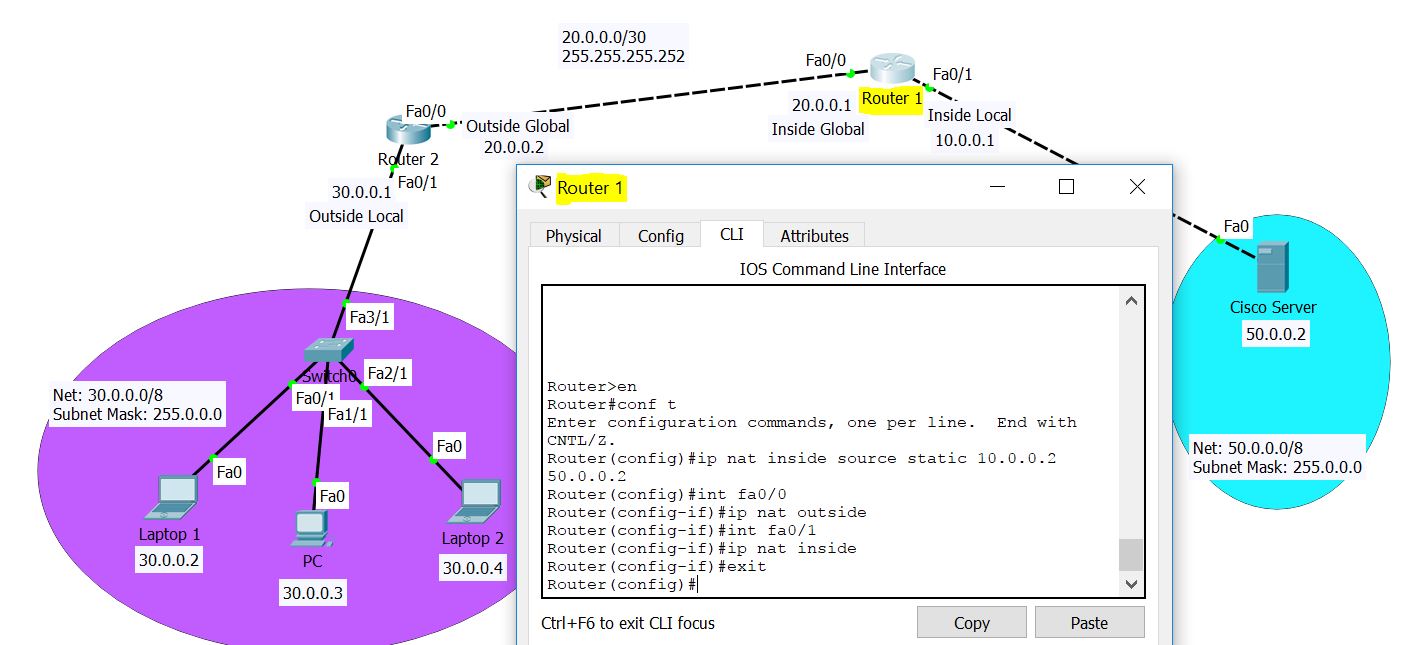 20.0.0.0/30
255.255.255.252
Fa0/0
Fa0/1
Router 1
20.0.0.1
Inside Global
Inside Local
10.0.0.1
Fa0/0
Outside Global
20.0.0.2
Router 2
Fa0/1
30.0.0.1
Outside Local
Router 1
Physical
Config
CLI
Attributes
IOS Command Line Interface
Router>en
Router#conf t
Enter configuration commands, one per line.  End with
CNTL/Z.
Router(config)#ip nat inside source static 10.0.0.2
50.0.0.2
Router(config)#int fa0/0
Router(config-if)#ip nat outside
Router(config-if)#int fa0/1
Router(config-if)#ip nat inside
Router(config-if)#exit
Router(config)#
Ctrl+F6 to exit CLI focus
Copy
Paste
Fa0
Cisco Server
50.0.0.2
Net: 50.0.0.0/8
Subnet Mask: 255.0.0.0
Fa3/1
Switch0
Fa2/1
Fa0/1
Fa1/1
Net: 30.0.0.0/8
Subnet Mask: 255.0.0.0
Fa0
Fa0
Fa0
Laptop 1
30.0.0.2
PC
30.0.0.3
Laptop 2
30.0.0.4